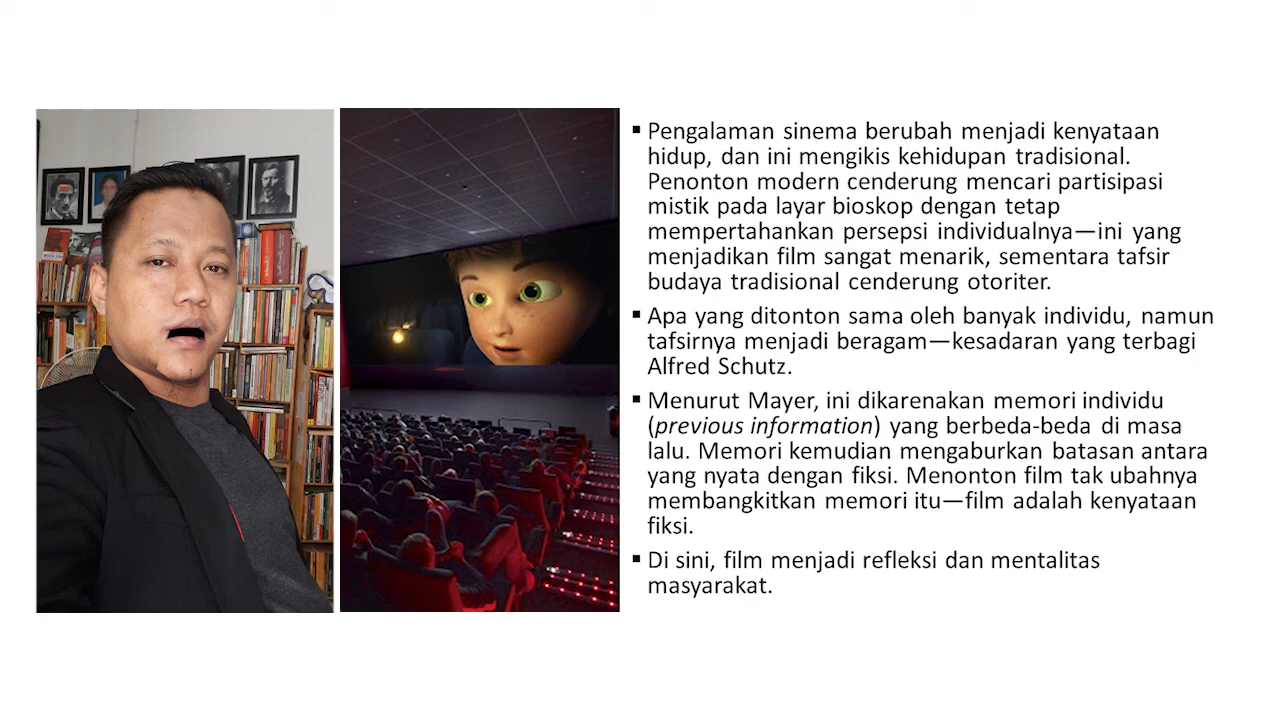 ▪ Pengalaman sinema berubah menjadi kenyataan
hidup, dan ini mengikis kehidupan tradisional.
Penonton modern cenderung mencari partisipasi
mistik pada layar bioskop dengan tetap
mempertahankan persepsi individualnya—ini yang
menjadikan film sangat menarik, sementara tafsir
budaya tradisional cenderung otoriter.
▪ Apa yang ditonton sama oleh banyak individu, namun
tafsirnya menjadi beragam—kesadaran yang terbagi
Alfred Schutz.
▪ Menurut Mayer, ini dikarenakan memori individu
(previous information) yang berbeda-beda di masa
lalu. Memori kemudian mengaburkan batasan antara
yang nyata dengan fiksi. Menonton film tak ubahnya
membangkitkan memori itu—film adalah kenyataan
fiksi.
▪ Di sini, film menjadi refleksi dan mentalitas
masyarakat.